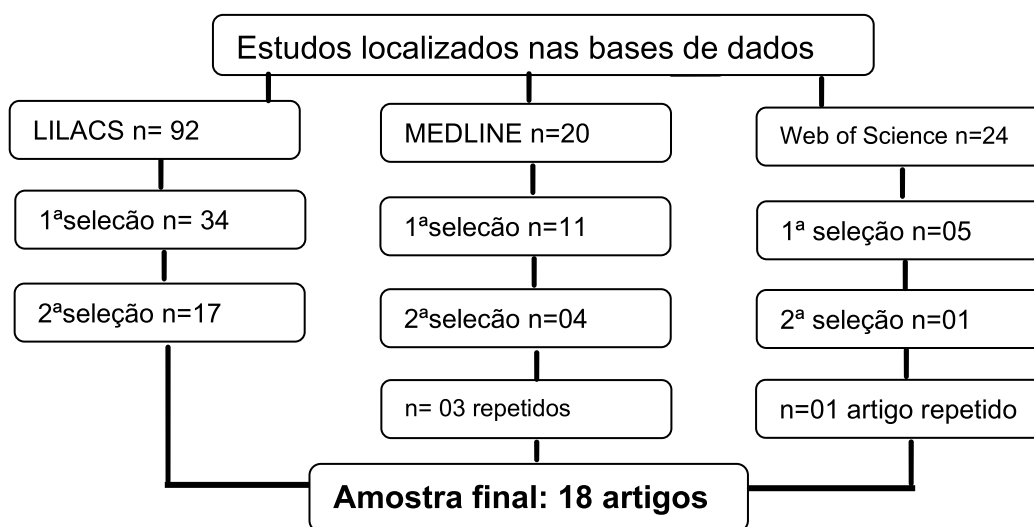 Estudos localizados nas bases de dados
LILACS n= 92
MEDLINE n=20
Web of Science n=24
1ªselecão n= 34
1ªselecão n=11
1ª seleção n=05
2ªseleção n=17
2ªselecão n=04
2ª seleção n=01
n= 03 repetidos
n=01 artigo repetido
Amostra final: 18 artigos